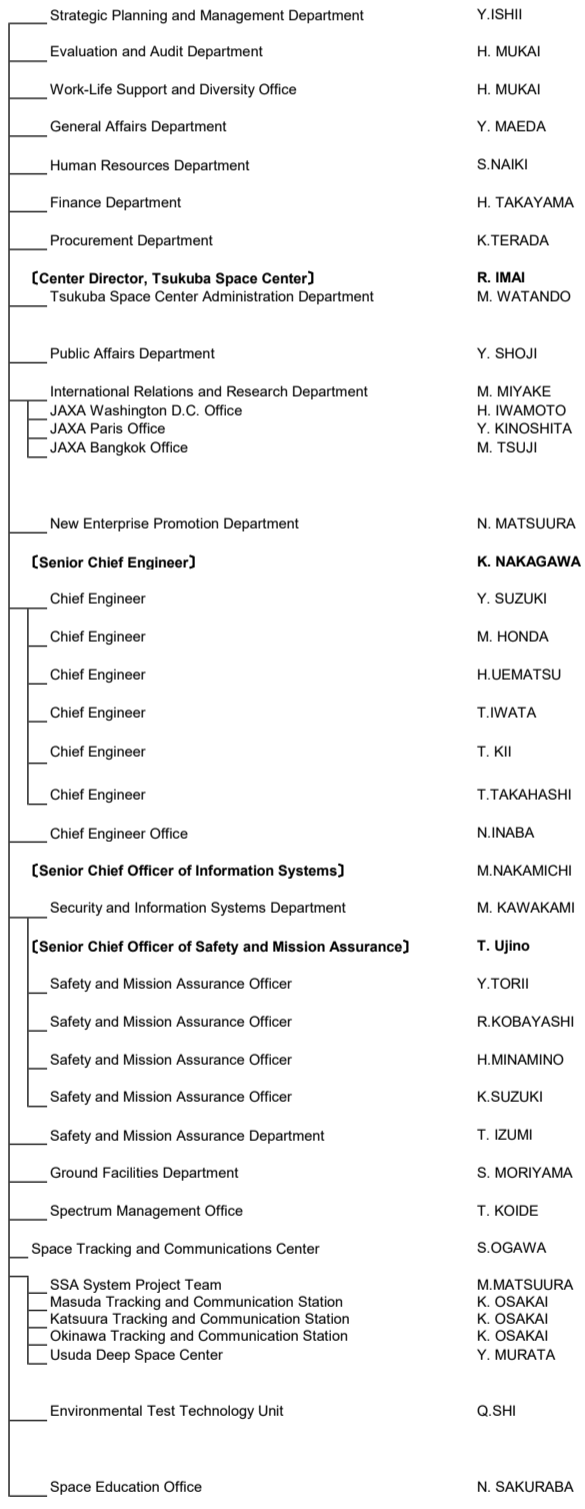 Strategic Planning and Management Department Y.ISHII
Evaluation and Audit Department H. MUKAI
Work-Life Support and Diversity Office H. MUKAI
General Affairs Department Y. MAEDA
Human Resources Department S.NAIKI
Finance Department H. TAKAYAMA
Procurement Department K.TERADA
〔Center Director, Tsukuba Space Center〕 R. IMAI
Tsukuba Space Center Administration Department M. WATANDO
Public Affairs Department Y. SHOJI
International Relations and Research Department M. MIYAKE
JAXA Washington D.C. Office H. IWAMOTO
JAXA Paris Office Y. KINOSHITA
JAXA Bangkok Office M. TSUJI
New Enterprise Promotion Department N. MATSUURA
〔Senior Chief Engineer〕 K. NAKAGAWA
Chief Engineer Y. SUZUKI
Chief Engineer M. HONDA
Chief Engineer H.UEMATSU
Chief Engineer T.IWATA
Chief Engineer T. KII
Chief Engineer T.TAKAHASHI
Chief Engineer Office N.INABA
〔Senior Chief Officer of Information Systems〕 M.NAKAMICHI
Security and Information Systems Department M. KAWAKAMI
〔Senior Chief Officer of Safety and Mission Assurance〕 T. Ujino
Safety and Mission Assurance Officer Y.TORII
Safety and Mission Assurance Officer R.KOBAYASHI
Safety and Mission Assurance Officer H.MINAMINO
Safety and Mission Assurance Officer K.SUZUKI
Safety and Mission Assurance Department T. IZUMI
Ground Facilities Department S. MORIYAMA
Spectrum Management Office T. KOIDE
Space Tracking and Communications Center S.OGAWA
SSA System Project Team M.MATSUURA
Masuda Tracking and Communication Station K. OSAKAI
Katsuura Tracking and Communication Station K. OSAKAI
Okinawa Tracking and Communication Station K. OSAKAI
Usuda Deep Space Center Y. MURATA
Environmental Test Technology Unit Q.SHI
Space Education Office N. SAKURABA